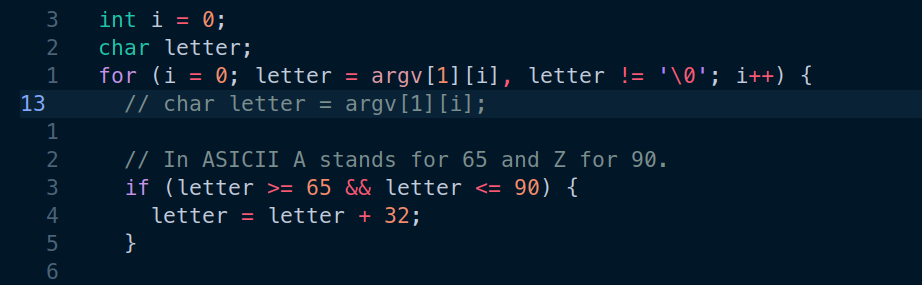 3 int i = 0;
2 char letter;
1 for (i = 0; letter = argv[1][i], letter != '\0'; i++) {
13 // char letter = argv[1][i];
1
2 // In ASICII A stands for 65 and Z for 90.
3 if (letter >= 65 && letter <= 90) {
4 letter = letter + 32;
5 }
6